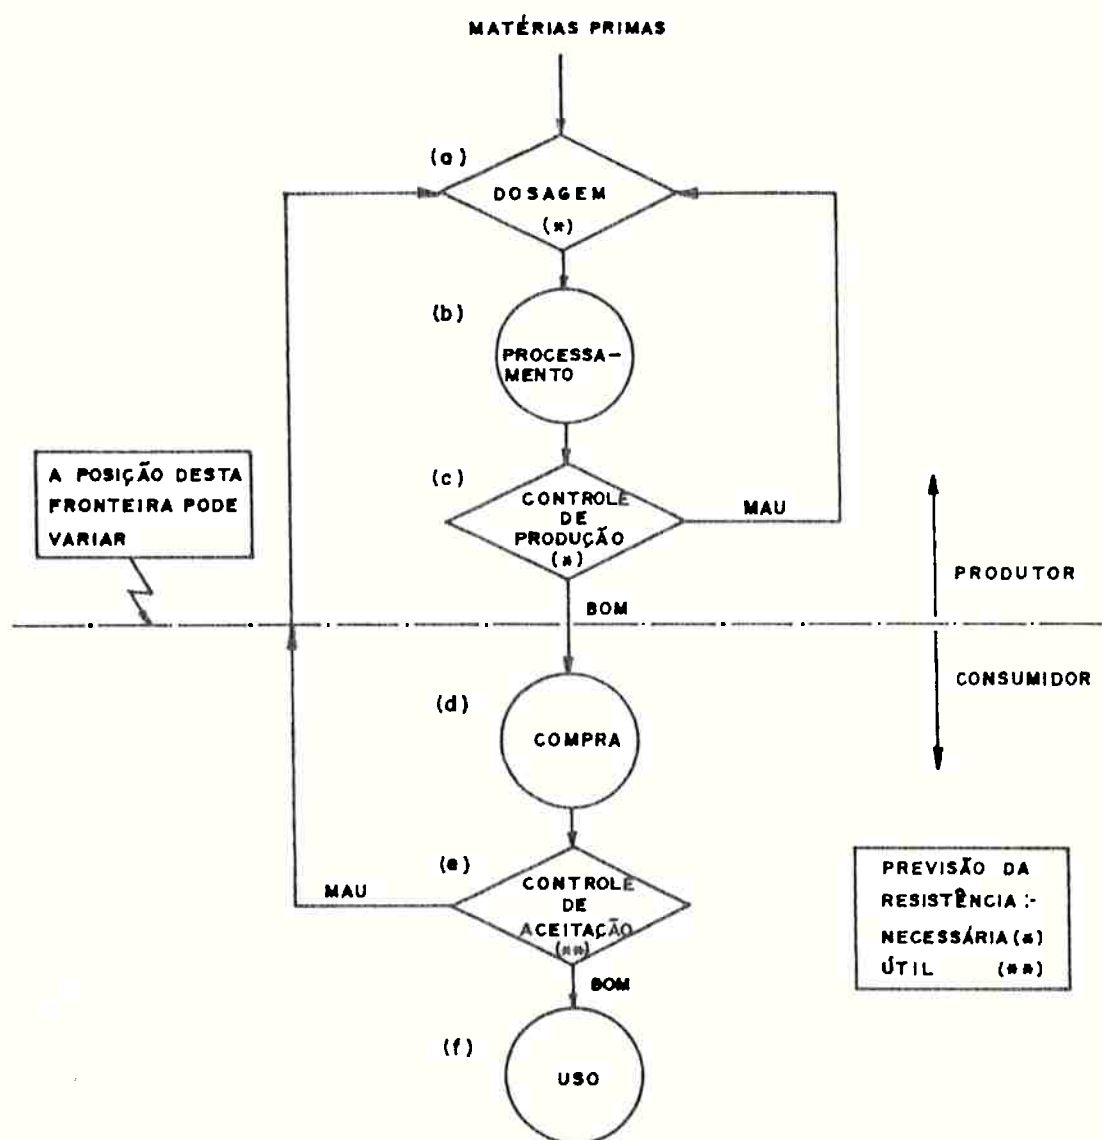 MATÉRIAS PRIMAS
(a)
DOSAGEM
(*)
(b)
PROCESSA-
MENTO
A POSIÇÃO DESTA
FRONTEIRA PODE
VARIAR
(c)
CONTROLE
DE
PRODUÇÃO
(*)
MAU
PRODUTOR
BOM
CONSUMIDOR
(d)
COMPRA
(e)
CONTROLE
DE
ACEITAÇÃO
(**)
MAU
BOM
PREVISÃO DA
RESISTÊNCIA :-
NECESSÁRIA (*)
ÚTIL (**)
(f)
USO